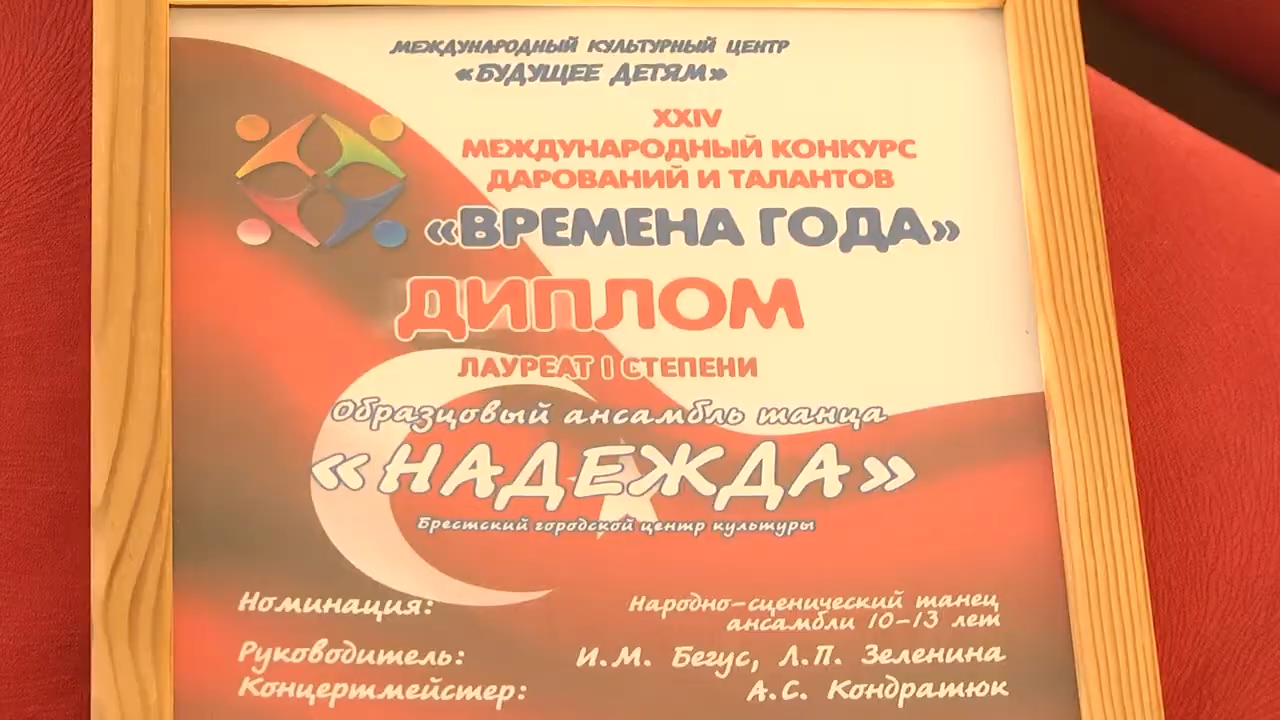 МЕЖДУНАРОДНЫЙ КУЛЬТУРНЫЙ ЦЕНТР
«БУДУЩЕЕ ДЕТЯМ»
XXIV
МЕЖДУНАРОДНЫЙ КОНКУРС
ДАРОВАНИЙ И ТАЛАНТОВ
«ВРЕМЕНА ГОДА»
ДИПЛОМ
ЛАУРЕАТ I СТЕПЕНИ
Образцовый ансамбль танца
«НАДЕЖДА»
Брестский городской центр культуры
Номинация: Народно-сценический танец
ансамбли 10-13 лет
Руководитель: И.М. Бегус, Л.П. Зеленина
Концертмейстер: А.С. Кондратюк